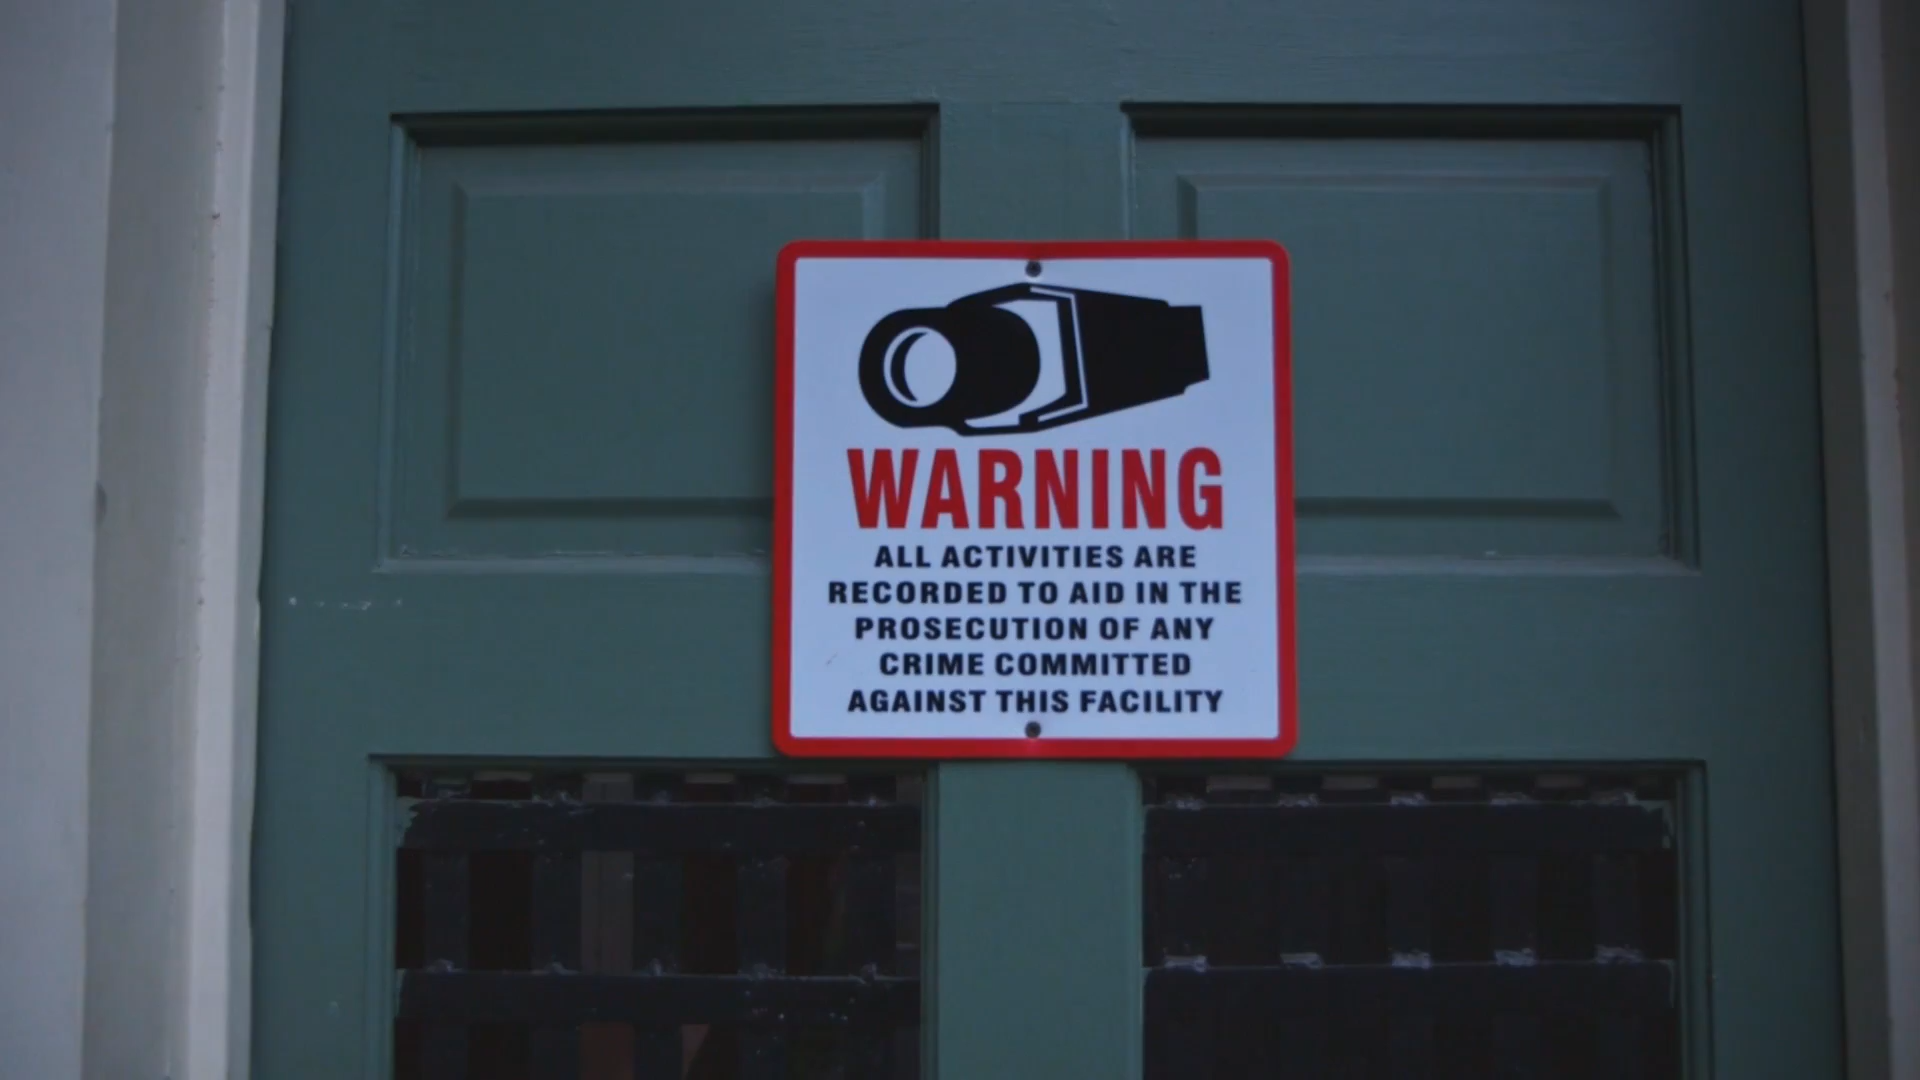 WARNING
ALL ACTIVITIES ARE
RECORDED TO AID IN THE
PROSECUTION OF ANY
CRIME COMMITTED
AGAINST THIS FACILITY